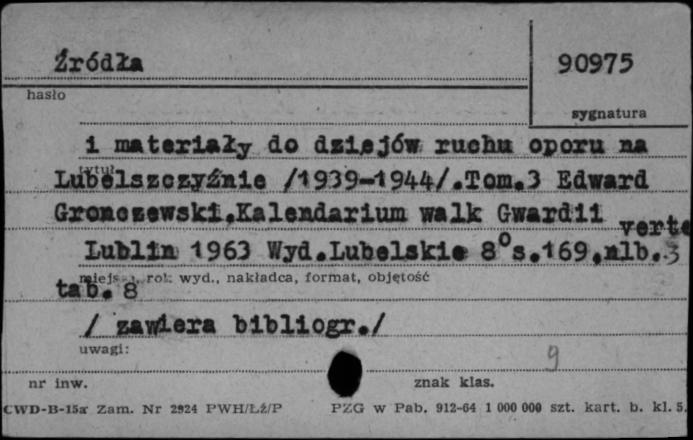 Źródła
90975
hasło
sygnatura
i materiały do dziejów ruchu oporu na
tytuł
Lubelszczyźnie /1939-1944/.Tom.3 Edward
Gronczewski.Kalendarium walk Gwardii verte
Lublin 1963 Wyd.Lubelskie 8° s.169,nlb.3
miejsce, rok wyd., nakładca, format, objętość
tab. 8
/ zawiera bibliogr./
uwagi:
9
nr inw.
znak klas.
CWD-B-15a Zam. Nr 2924 PWH/Łź/P PZG w Pab. 912-64 1 000 000 szt. kart. b. kl. 5,